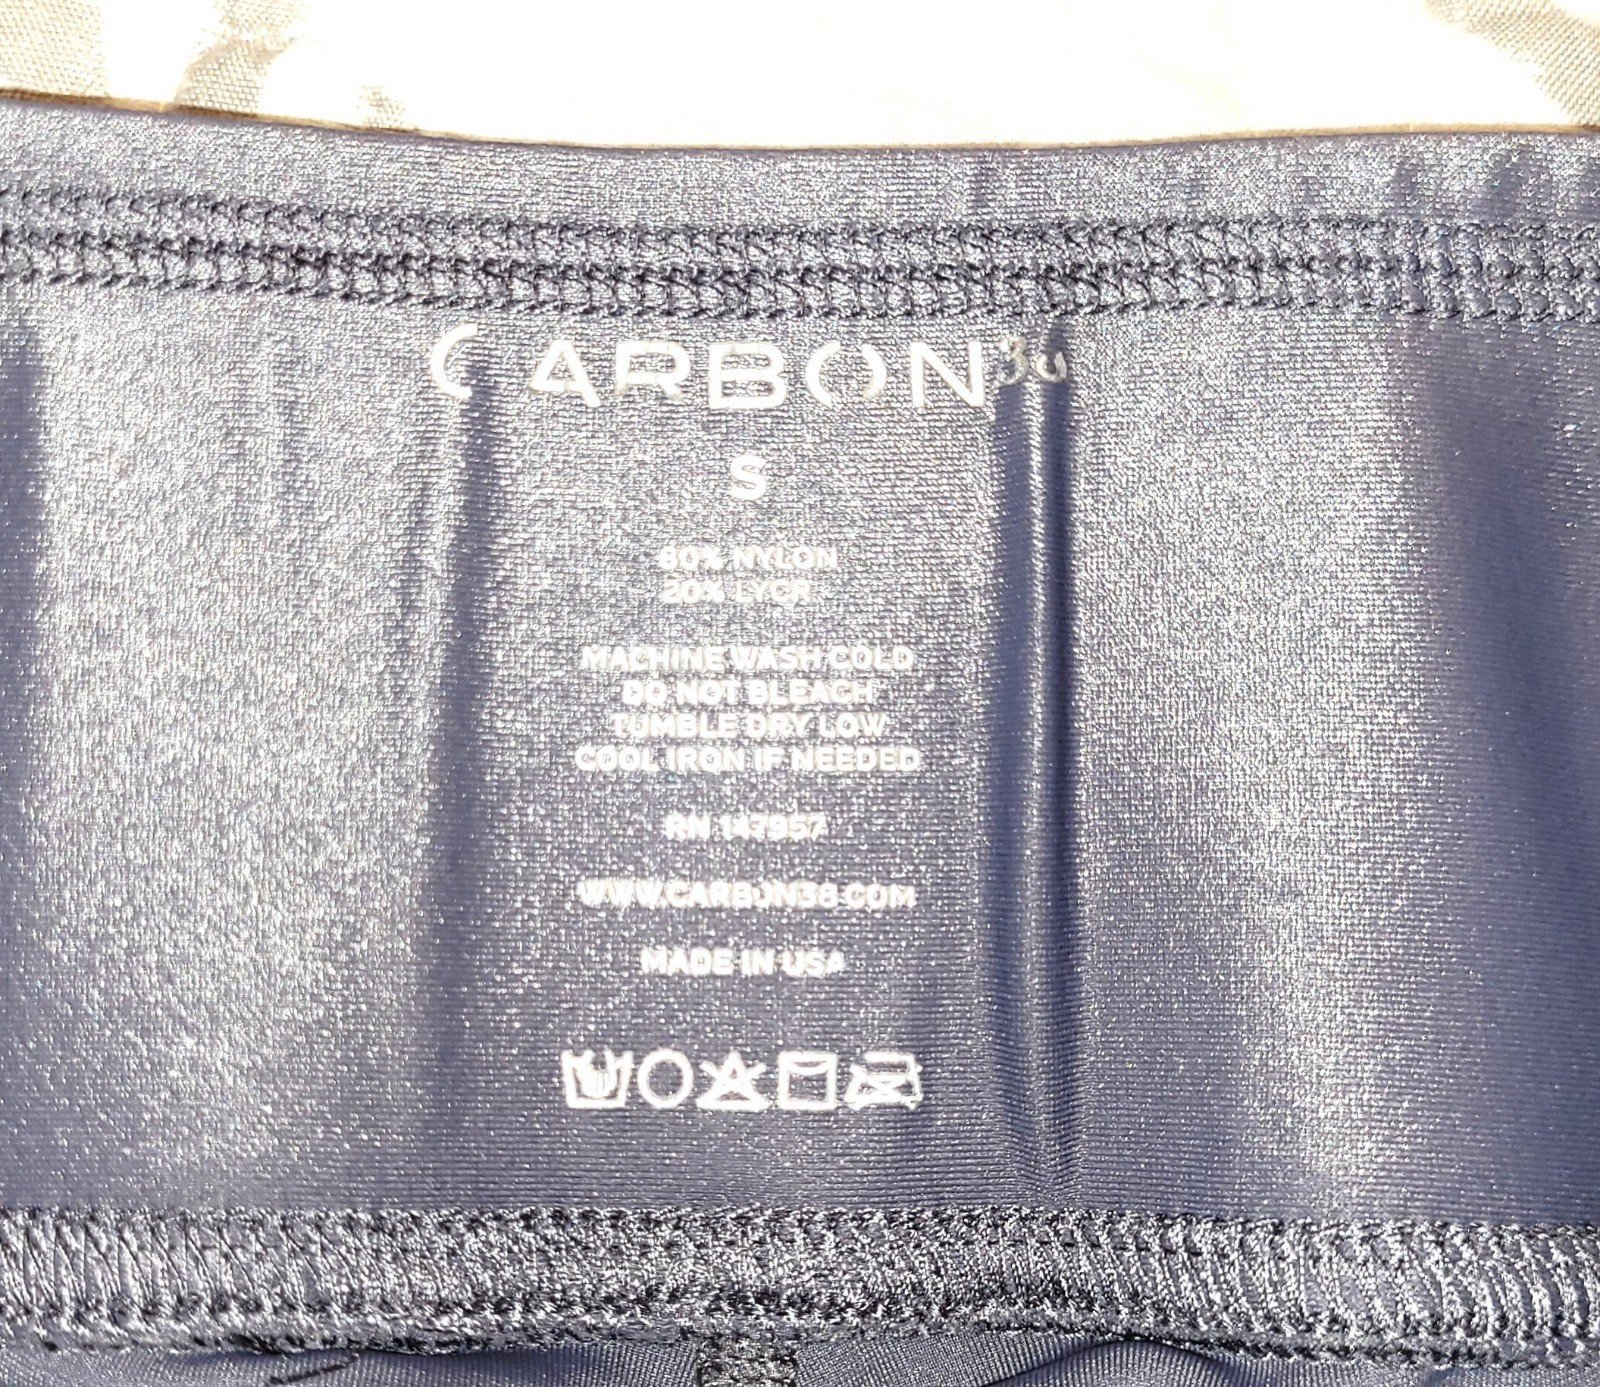 CARBON38
S
80% NYLON
20% LYCR
MACHINE WASH COLD
DO NOT BLEACH
TUMBLE DRY LOW
COOL IRON IF NEEDED
RN 147957
WWW.CARBON38.COM
MADE IN USA